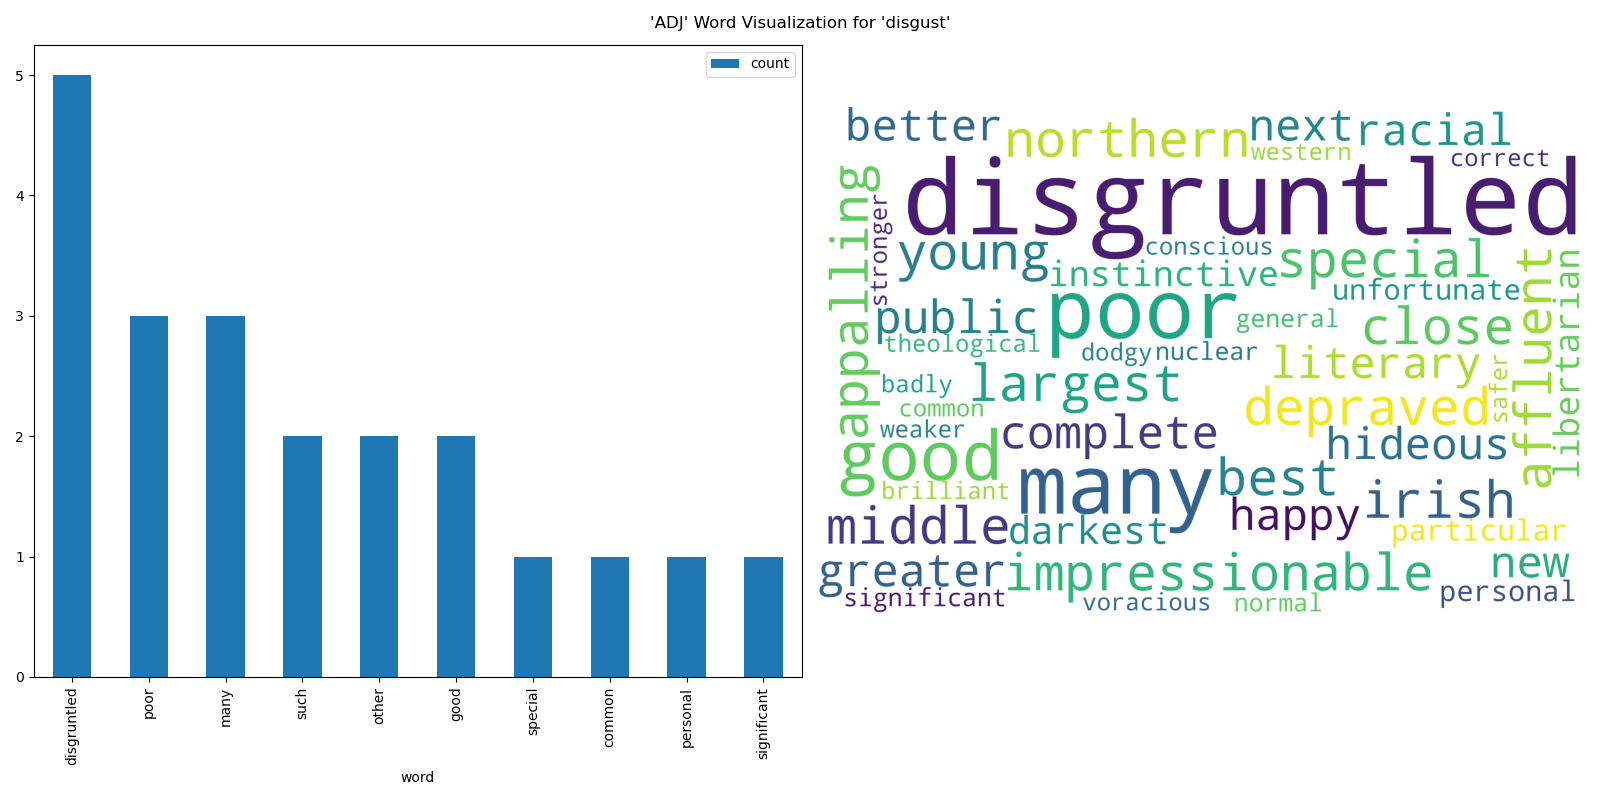 'ADJ' Word Visualization for 'disgust'
count
5
4
3
2
1
0
disgruntled
poor
many
such
other
good
special
common
personal
significant
word
better
northern
next
racial
western
correct
disgruntled
appalling
stronger
young
conscious
special
instinctive
unfortunate
affluent
libertarian
public
poor
general
close
theological
dodgy
nuclear
literary
safer
badly
largest
depraved
common
weaker
complete
hideous
good
many
best
brilliant
happy
irish
middle
darkest
particular
greater
impressionable
new
significant
voracious
normal
personal